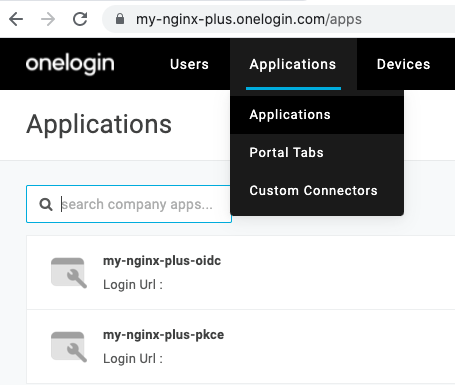 my-nginx-plus.onelogin.com/apps
onelogin Users Applications Devices
Applications
Portal Tabs
Custom Connectors
Applications
search company apps...
my-nginx-plus-oidc
Login Url :
my-nginx-plus-pkce
Login Url :